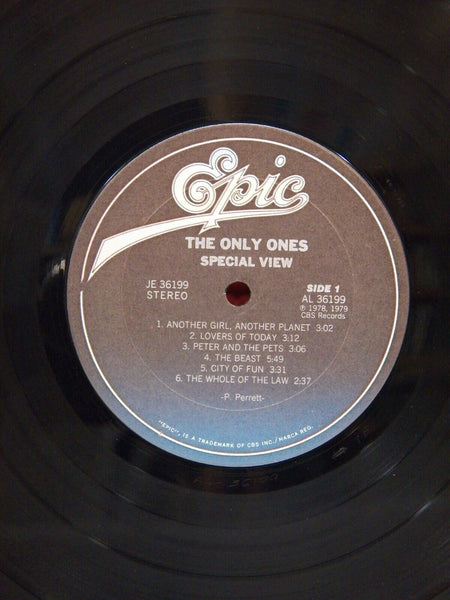 Epic
THE ONLY ONES
SPECIAL VIEW
JE 36199
STEREO
SIDE 1
AL 36199
℗ 1978, 1979
CBS Records
1. ANOTHER GIRL, ANOTHER PLANET 3:02
2. LOVERS OF TODAY 3:12
3. PETER AND THE PETS 3:06
4. THE BEAST 5:49
5. CITY OF FUN 3:31
6. THE WHOLE OF THE LAW 2:37
-P. Perrett-
"EPIC", IS A TRADEMARK OF CBS INC./MARCA REG.